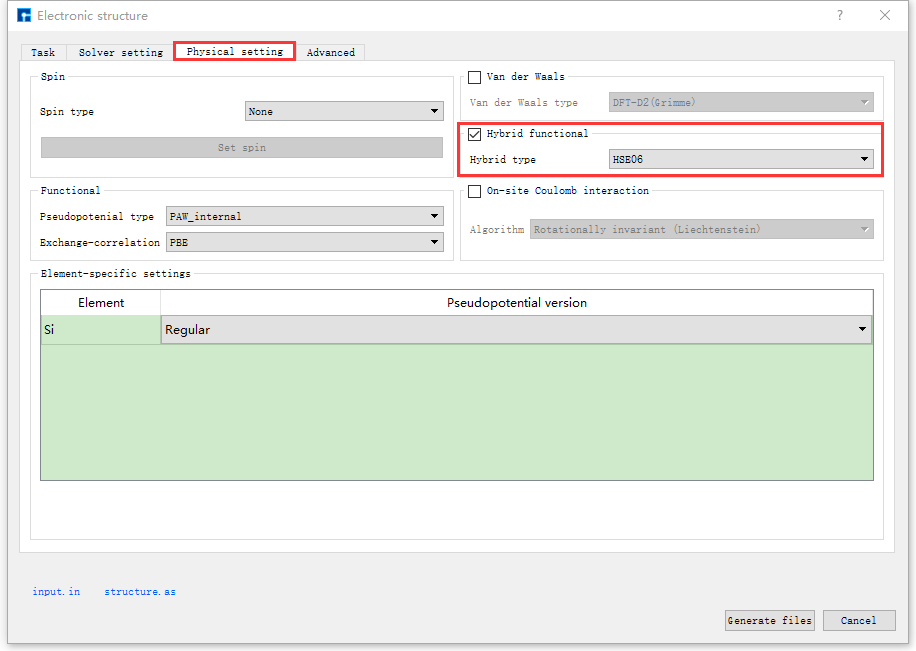 Electronic structure
?
Task Solver setting Physical setting Advanced
Spin
Spin type None
Set spin
Van der Waals
Van der Waals type DFT-D2(Grimme)
Hybrid functional
Hybrid type HSE06
Functional
Pseudopotenial type PAW_internal
Exchange-correlation PBE
On-site Coulomb interaction
Algorithm Rotationally invariant (Liechtenstein)
Element-specific settings
Element Pseudopotential version
Si Regular
input.in structure.as
Generate files Cancel